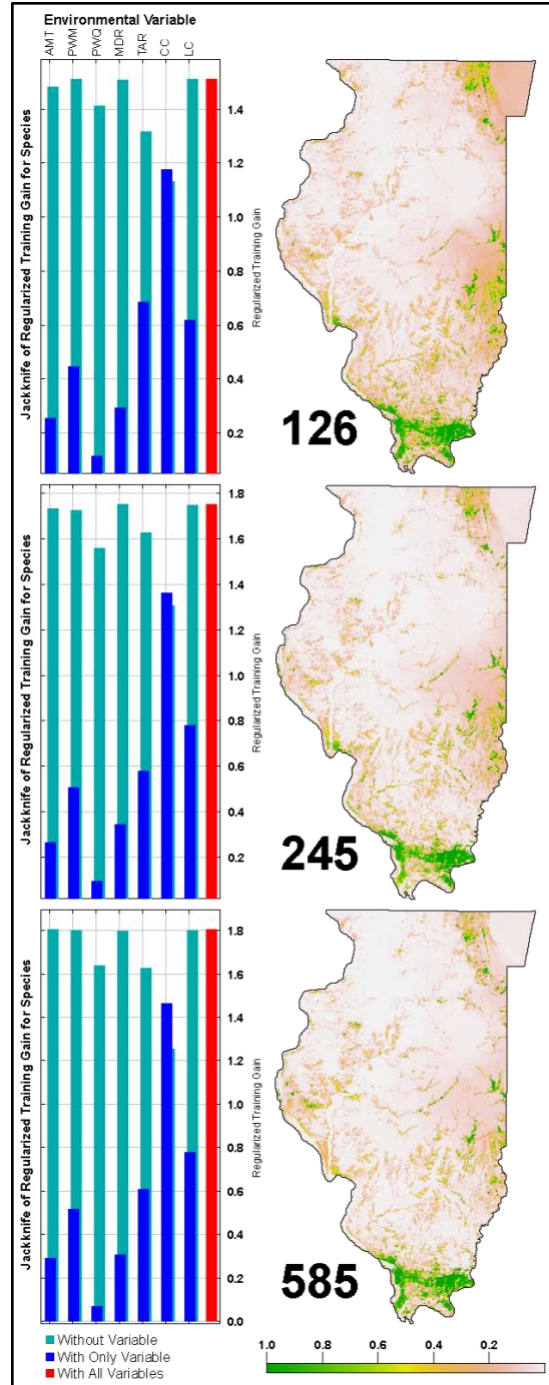 Environmental Variable
AMT PWM PWQ MDR TAR CC LC
Jackknife of Regularized Training Gain for Species
1.4
1.2
1.0
0.8
0.6
0.4
0.2
Regularized Training Gain
126
Jackknife of Regularized Training Gain for Species
1.8
1.6
1.4
1.2
1.0
0.8
0.6
0.4
0.2
Regularized Training Gain
245
Jackknife of Regularized Training Gain for Species
1.8
1.6
1.4
1.2
1.0
0.8
0.6
0.4
0.2
0.0
Regularized Training Gain
585
Without Variable
With Only Variable
With All Variables
1.0 0.8 0.6 0.4 0.2